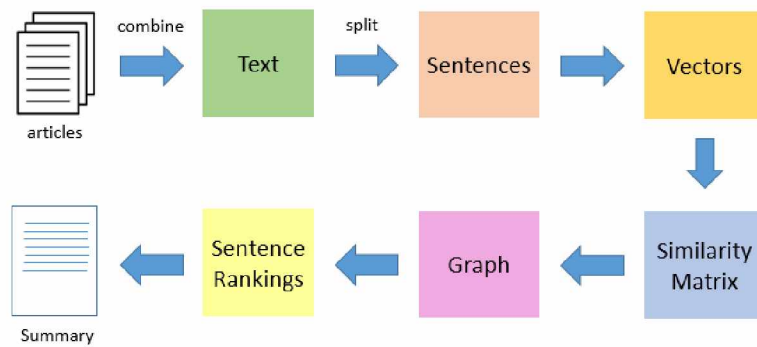 combine
split
Text
Sentences
Vectors
articles
Sentence
Rankings
Graph
Similarity
Matrix
Summary